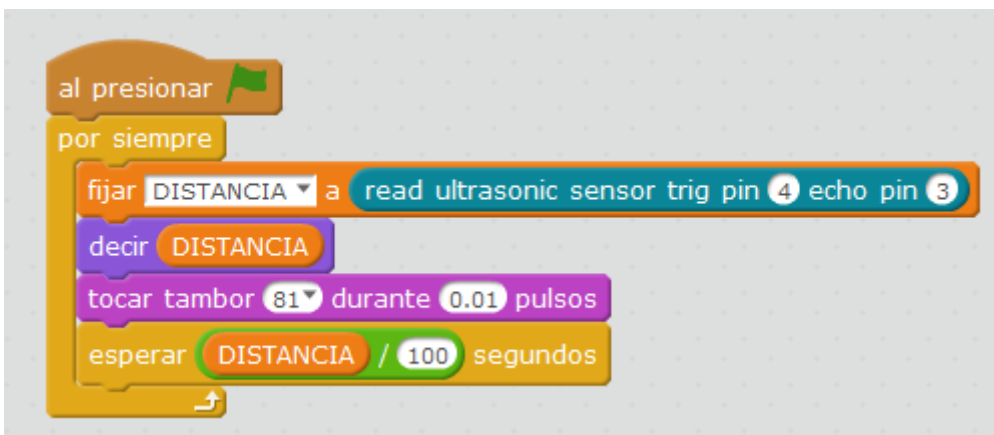 al presionar
por siempre
fijar DISTANCIA a read ultrasonic sensor trig pin 4 echo pin 3
decir DISTANCIA
tocar tambor 81 durante 0.01 pulsos
esperar DISTANCIA / 100 segundos